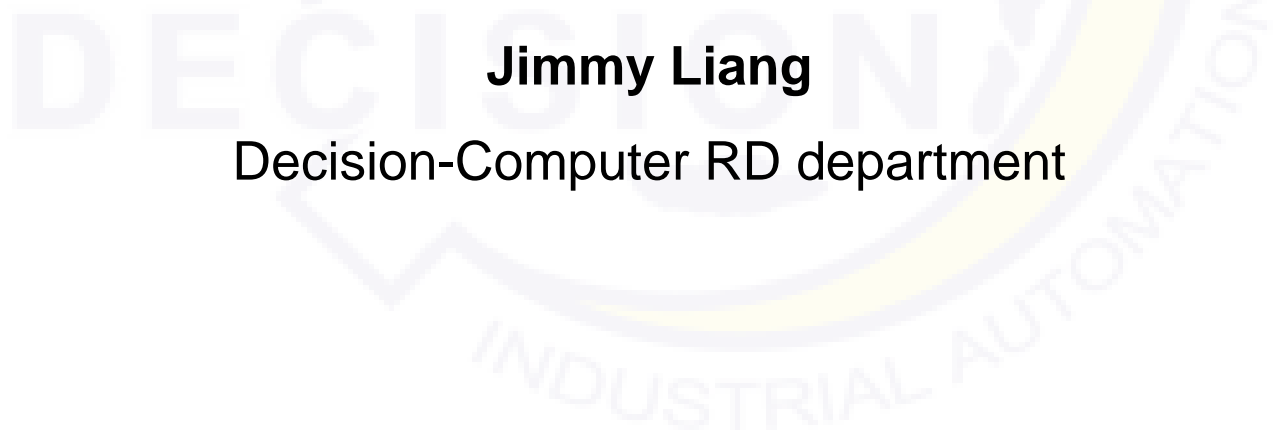 DECISION
Jimmy Liang
Decision-Computer RD department
INDUSTRIAL AUTOMATION